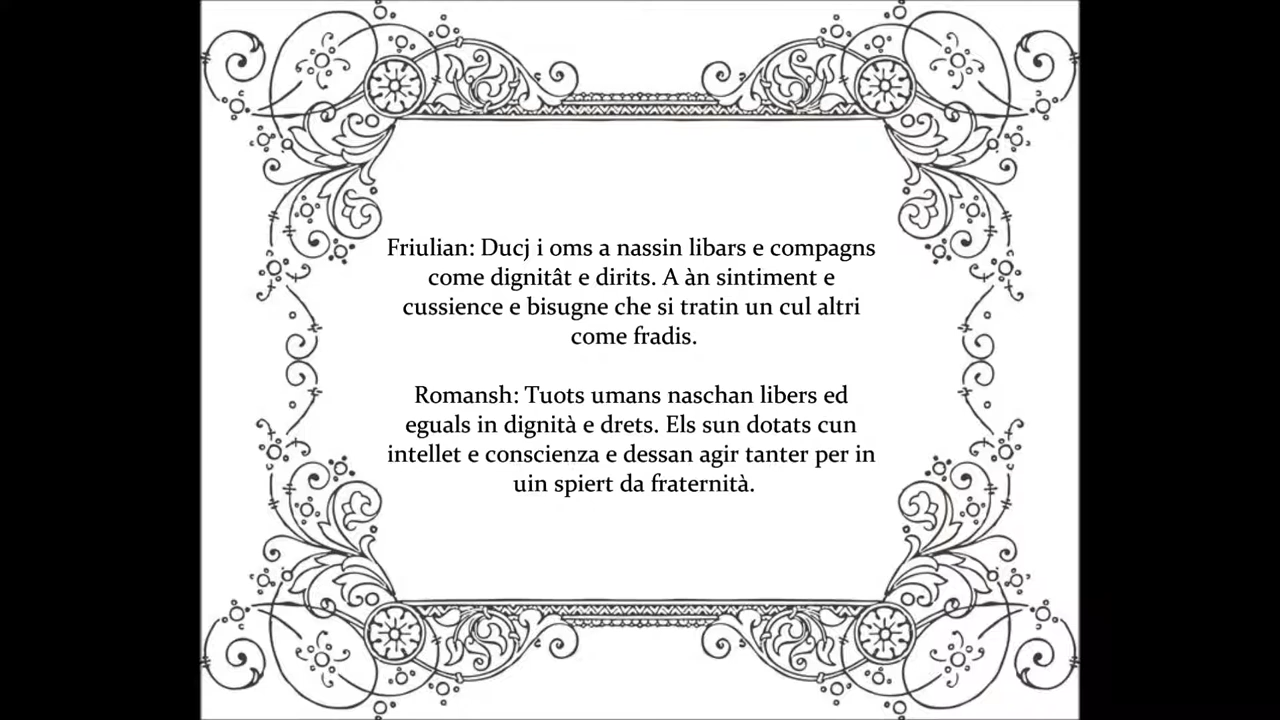 Friulian: Ducj i oms a nassin libars e compagns
come dignitât e dirits. A àn sintiment e
cussience e bisugne che si tratin un cul altri
come fradis.
Romansh: Tuots umans naschan libers ed
eguals in dignità e drets. Els sun dotats cun
intellet e conscienza e dessan agir tanter per in
uin spiert da fraternità.